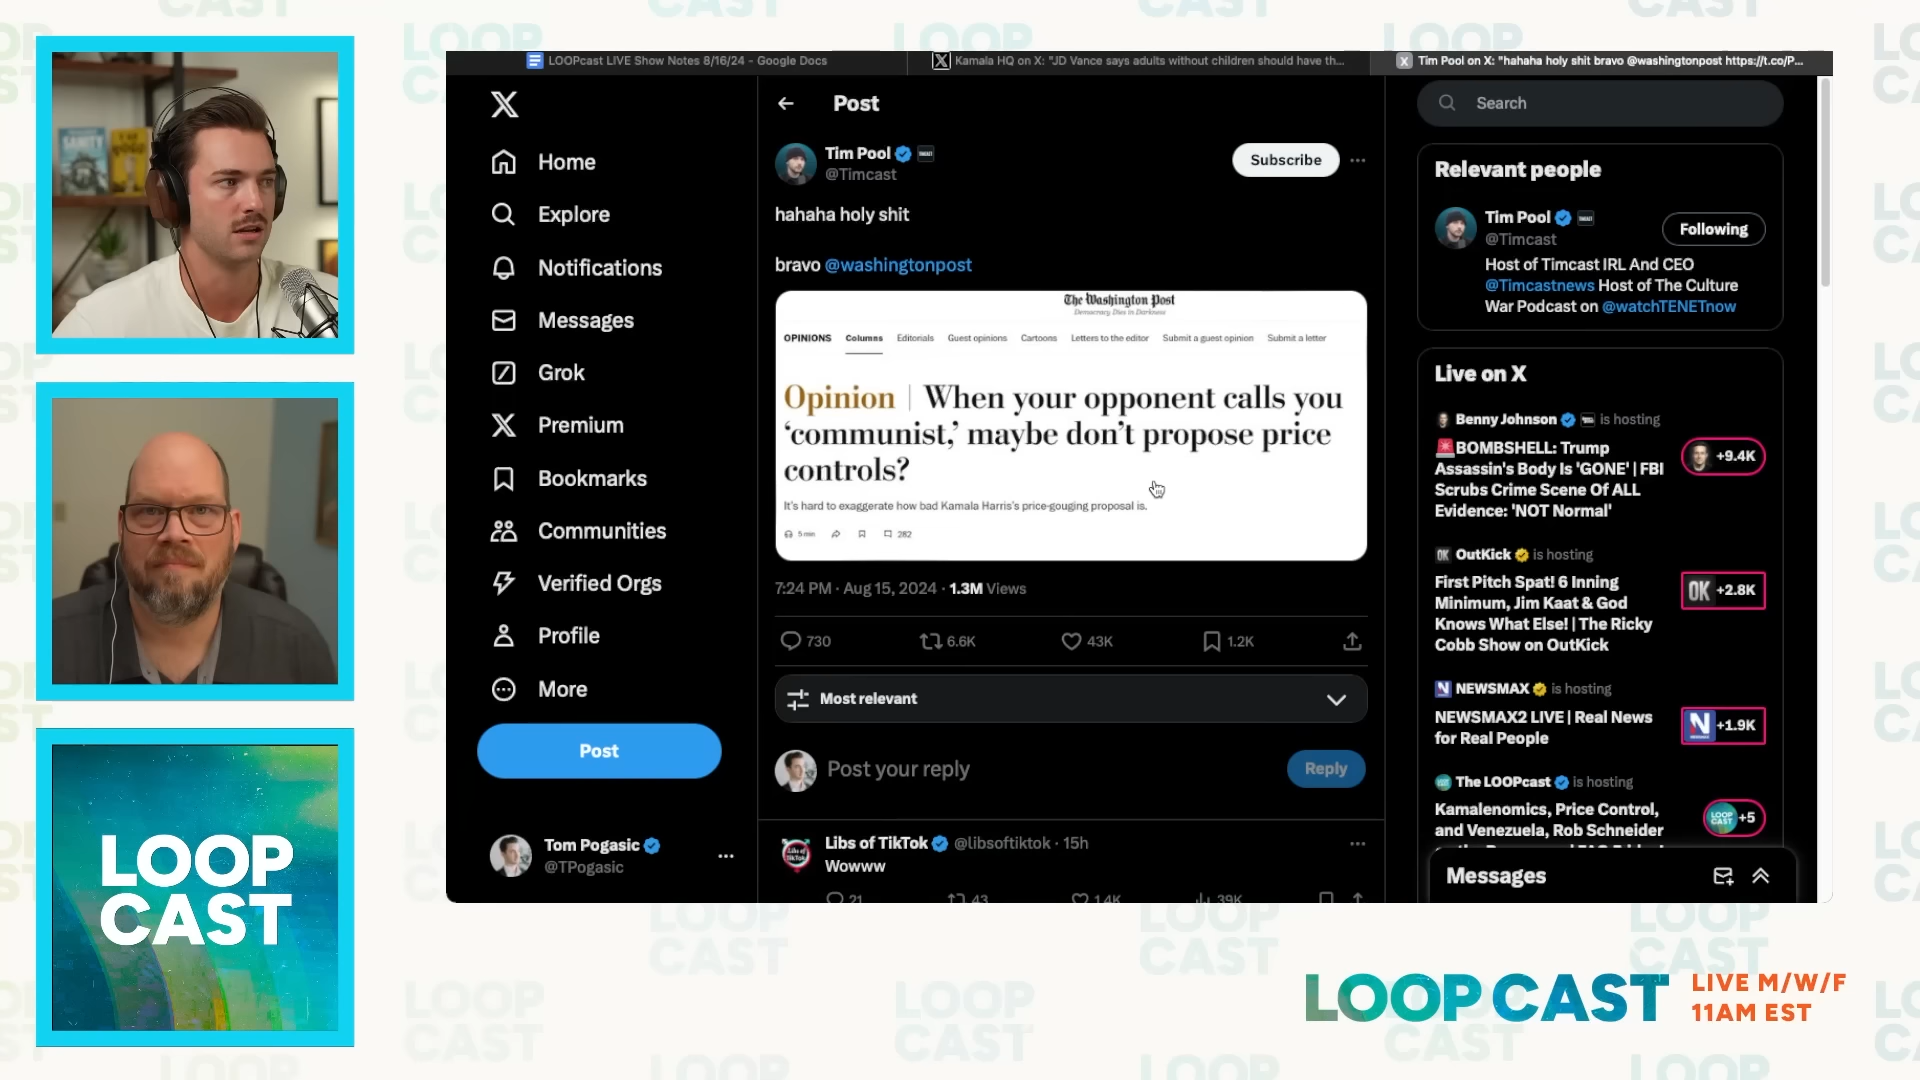 LOOPcast LIVE Show Notes 8/16/24 - Google Docs
Kamala HQ on X: "JD Vance says adults without children should have th...
Tim Pool on X: "hahaha holy shit bravo @washingtonpost https://t.co/P...
Home
Explore
Notifications
Messages
Grok
Premium
Bookmarks
Communities
Verified Orgs
Profile
More
Post
Tom Pogasic
@TPogasic
Post
Tim Pool
@Timcast
Subscribe
hahaha holy shit
bravo @washingtonpost
The Washington Post
Democracy Dies in Darkness
OPINIONS Columns Editorials Guest opinions Cartoons Letters to the editor Submit a guest opinion Submit a letter
Opinion | When your opponent calls you
‘communist,’ maybe don’t propose price
controls?
It's hard to exaggerate how bad Kamala Harris's price-gouging proposal is.
5 min 282
7:24 PM · Aug 15, 2024 · 1.3M Views
730 6.6K 43K 1.2K
Most relevant
Post your reply
Reply
Libs of TikTok @libsoftiktok · 15h
Wowww
21 43 1.4K 39K
Search
Relevant people
Tim Pool
@Timcast
Following
Host of Timcast IRL And CEO
@Timcastnews Host of The Culture
War Podcast on @watchTENETnow
Live on X
Benny Johnson is hosting
🚨BOMBSHELL: Trump
Assassin's Body Is 'GONE' | FBI
Scrubs Crime Scene Of ALL
Evidence: 'NOT Normal'
+9.4K
OutKick is hosting
First Pitch Spat! 6 Inning
Minimum, Jim Kaat & God
Knows What Else! | The Ricky
Cobb Show on OutKick
OK +2.8K
NEWSMAX is hosting
NEWSMAX2 LIVE | Real News
for Real People
+1.9K
The LOOPcast is hosting
Kamalenomics, Price Control,
and Venezuela, Rob Schneider
+5
Messages
LOOP
CAST
LOOPCAST
LIVE M/W/F
11AM EST